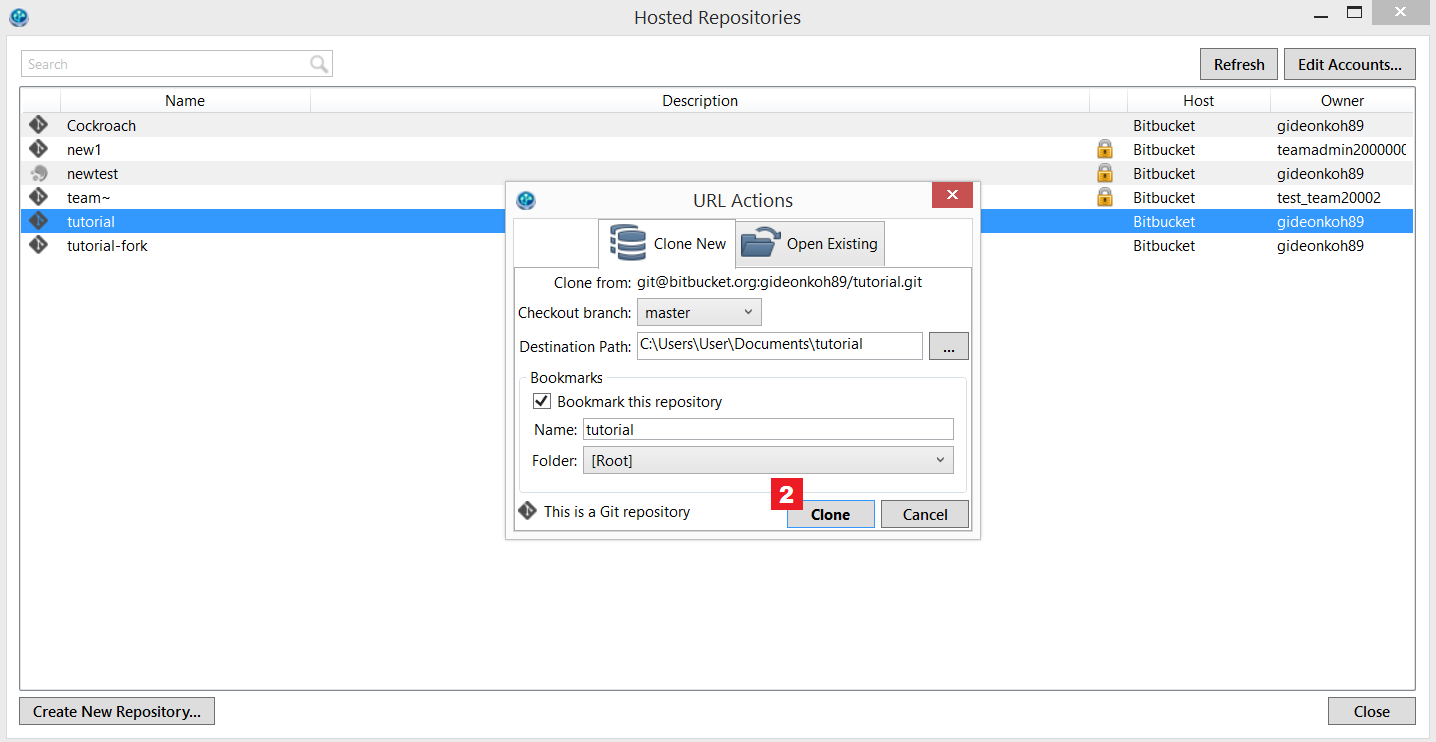 Hosted Repositories
Search
Refresh Edit Accounts...
Name Description Host Owner
Cockroach Bitbucket gideonkoh89
new1 Bitbucket teamadmin2000000
newtest Bitbucket gideonkoh89
team~ Bitbucket test_team20002
tutorial Bitbucket gideonkoh89
tutorial-fork Bitbucket gideonkoh89
URL Actions
Clone New Open Existing
Clone from: git@bitbucket.org:gideonkoh89/tutorial.git
Checkout branch: master
Destination Path: C:\Users\User\Documents\tutorial ...
Bookmarks
Bookmark this repository
Name: tutorial
Folder: [Root]
2
This is a Git repository Clone Cancel
Create New Repository... Close